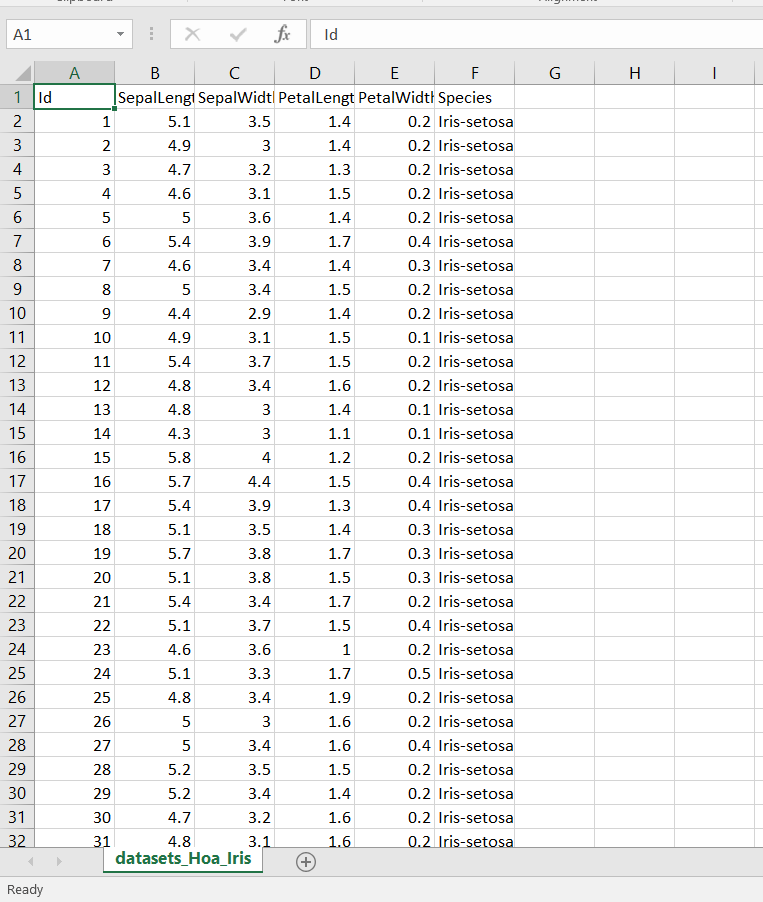 A1 fx Id
A B C D E F G H I
1 Id SepalLengt SepalWidt PetalLengt PetalWidt Species
2 1 5.1 3.5 1.4 0.2 Iris-setosa
3 2 4.9 3 1.4 0.2 Iris-setosa
4 3 4.7 3.2 1.3 0.2 Iris-setosa
5 4 4.6 3.1 1.5 0.2 Iris-setosa
6 5 5 3.6 1.4 0.2 Iris-setosa
7 6 5.4 3.9 1.7 0.4 Iris-setosa
8 7 4.6 3.4 1.4 0.3 Iris-setosa
9 8 5 3.4 1.5 0.2 Iris-setosa
10 9 4.4 2.9 1.4 0.2 Iris-setosa
11 10 4.9 3.1 1.5 0.1 Iris-setosa
12 11 5.4 3.7 1.5 0.2 Iris-setosa
13 12 4.8 3.4 1.6 0.2 Iris-setosa
14 13 4.8 3 1.4 0.1 Iris-setosa
15 14 4.3 3 1.1 0.1 Iris-setosa
16 15 5.8 4 1.2 0.2 Iris-setosa
17 16 5.7 4.4 1.5 0.4 Iris-setosa
18 17 5.4 3.9 1.3 0.4 Iris-setosa
19 18 5.1 3.5 1.4 0.3 Iris-setosa
20 19 5.7 3.8 1.7 0.3 Iris-setosa
21 20 5.1 3.8 1.5 0.3 Iris-setosa
22 21 5.4 3.4 1.7 0.2 Iris-setosa
23 22 5.1 3.7 1.5 0.4 Iris-setosa
24 23 4.6 3.6 1 0.2 Iris-setosa
25 24 5.1 3.3 1.7 0.5 Iris-setosa
26 25 4.8 3.4 1.9 0.2 Iris-setosa
27 26 5 3 1.6 0.2 Iris-setosa
28 27 5 3.4 1.6 0.4 Iris-setosa
29 28 5.2 3.5 1.5 0.2 Iris-setosa
30 29 5.2 3.4 1.4 0.2 Iris-setosa
31 30 4.7 3.2 1.6 0.2 Iris-setosa
32 31 4.8 3.1 1.6 0.2 Iris-setosa
datasets_Hoa_Iris
Ready